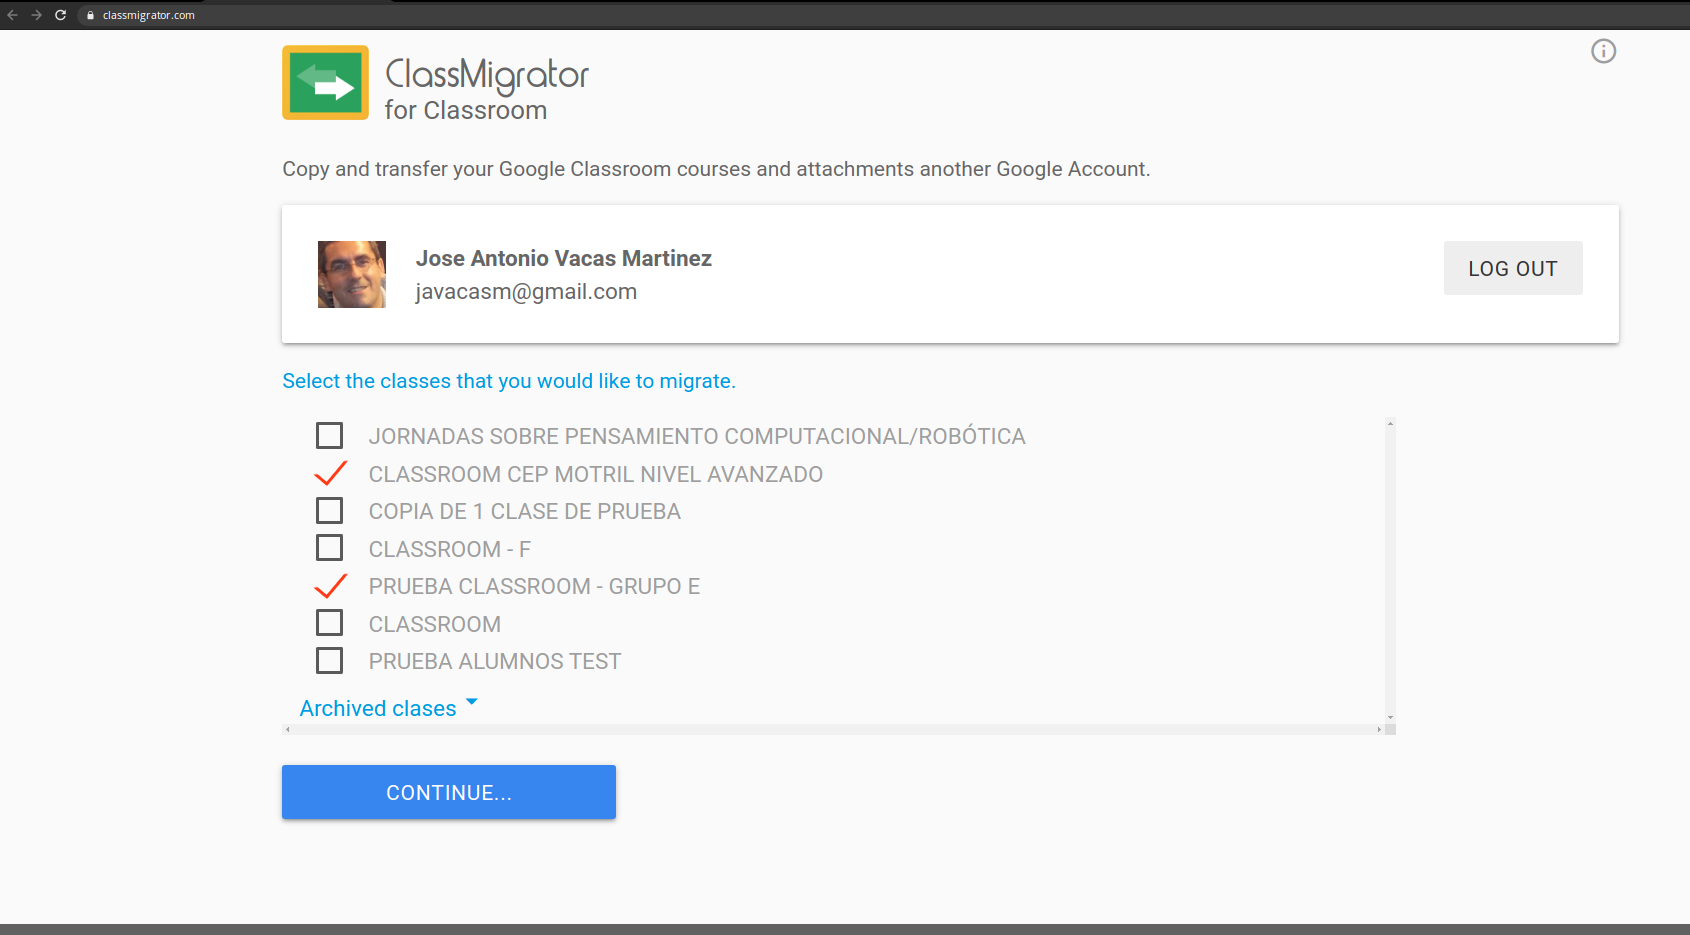 classmigrator.com
ClassMigrator
for Classroom
Copy and transfer your Google Classroom courses and attachments another Google Account.
Jose Antonio Vacas Martinez
javacasm@gmail.com
LOG OUT
Select the classes that you would like to migrate.
JORNADAS SOBRE PENSAMIENTO COMPUTACIONAL/ROBÓTICA
CLASSROOM CEP MOTRIL NIVEL AVANZADO
COPIA DE 1 CLASE DE PRUEBA
CLASSROOM - F
PRUEBA CLASSROOM - GRUPO E
CLASSROOM
PRUEBA ALUMNOS TEST
Archived clases
CONTINUE...